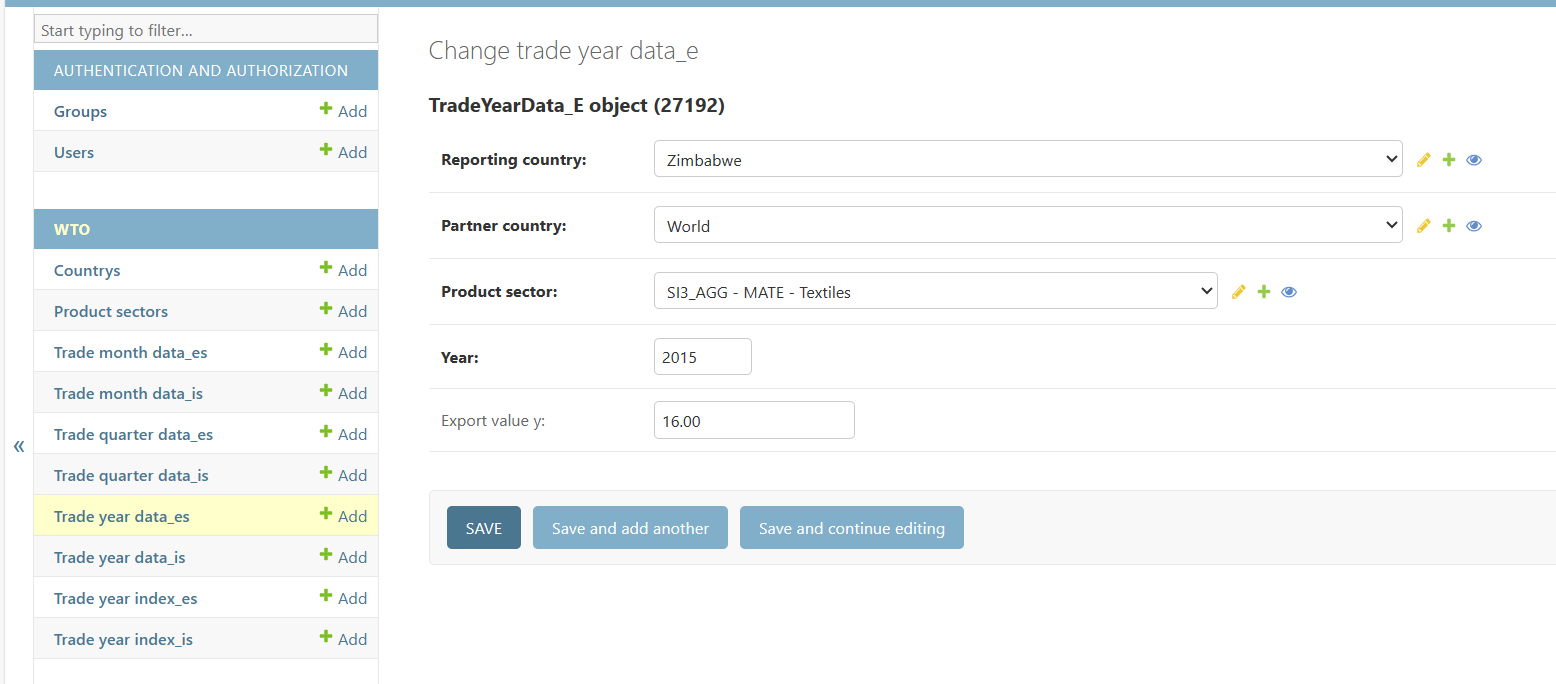 Start typing to filter...
AUTHENTICATION AND AUTHORIZATION
Groups Add
Users Add
WTO
Countrys Add
Product sectors Add
Trade month data_es Add
Trade month data_is Add
Trade quarter data_es Add
Trade quarter data_is Add
Trade year data_es Add
Trade year data_is Add
Trade year index_es Add
Trade year index_is Add
«
Change trade year data_e
TradeYearData_E object (27192)
Reporting country: Zimbabwe
Partner country: World
Product sector: SI3_AGG - MATE - Textiles
Year: 2015
Export value y: 16.00
SAVE Save and add another Save and continue editing